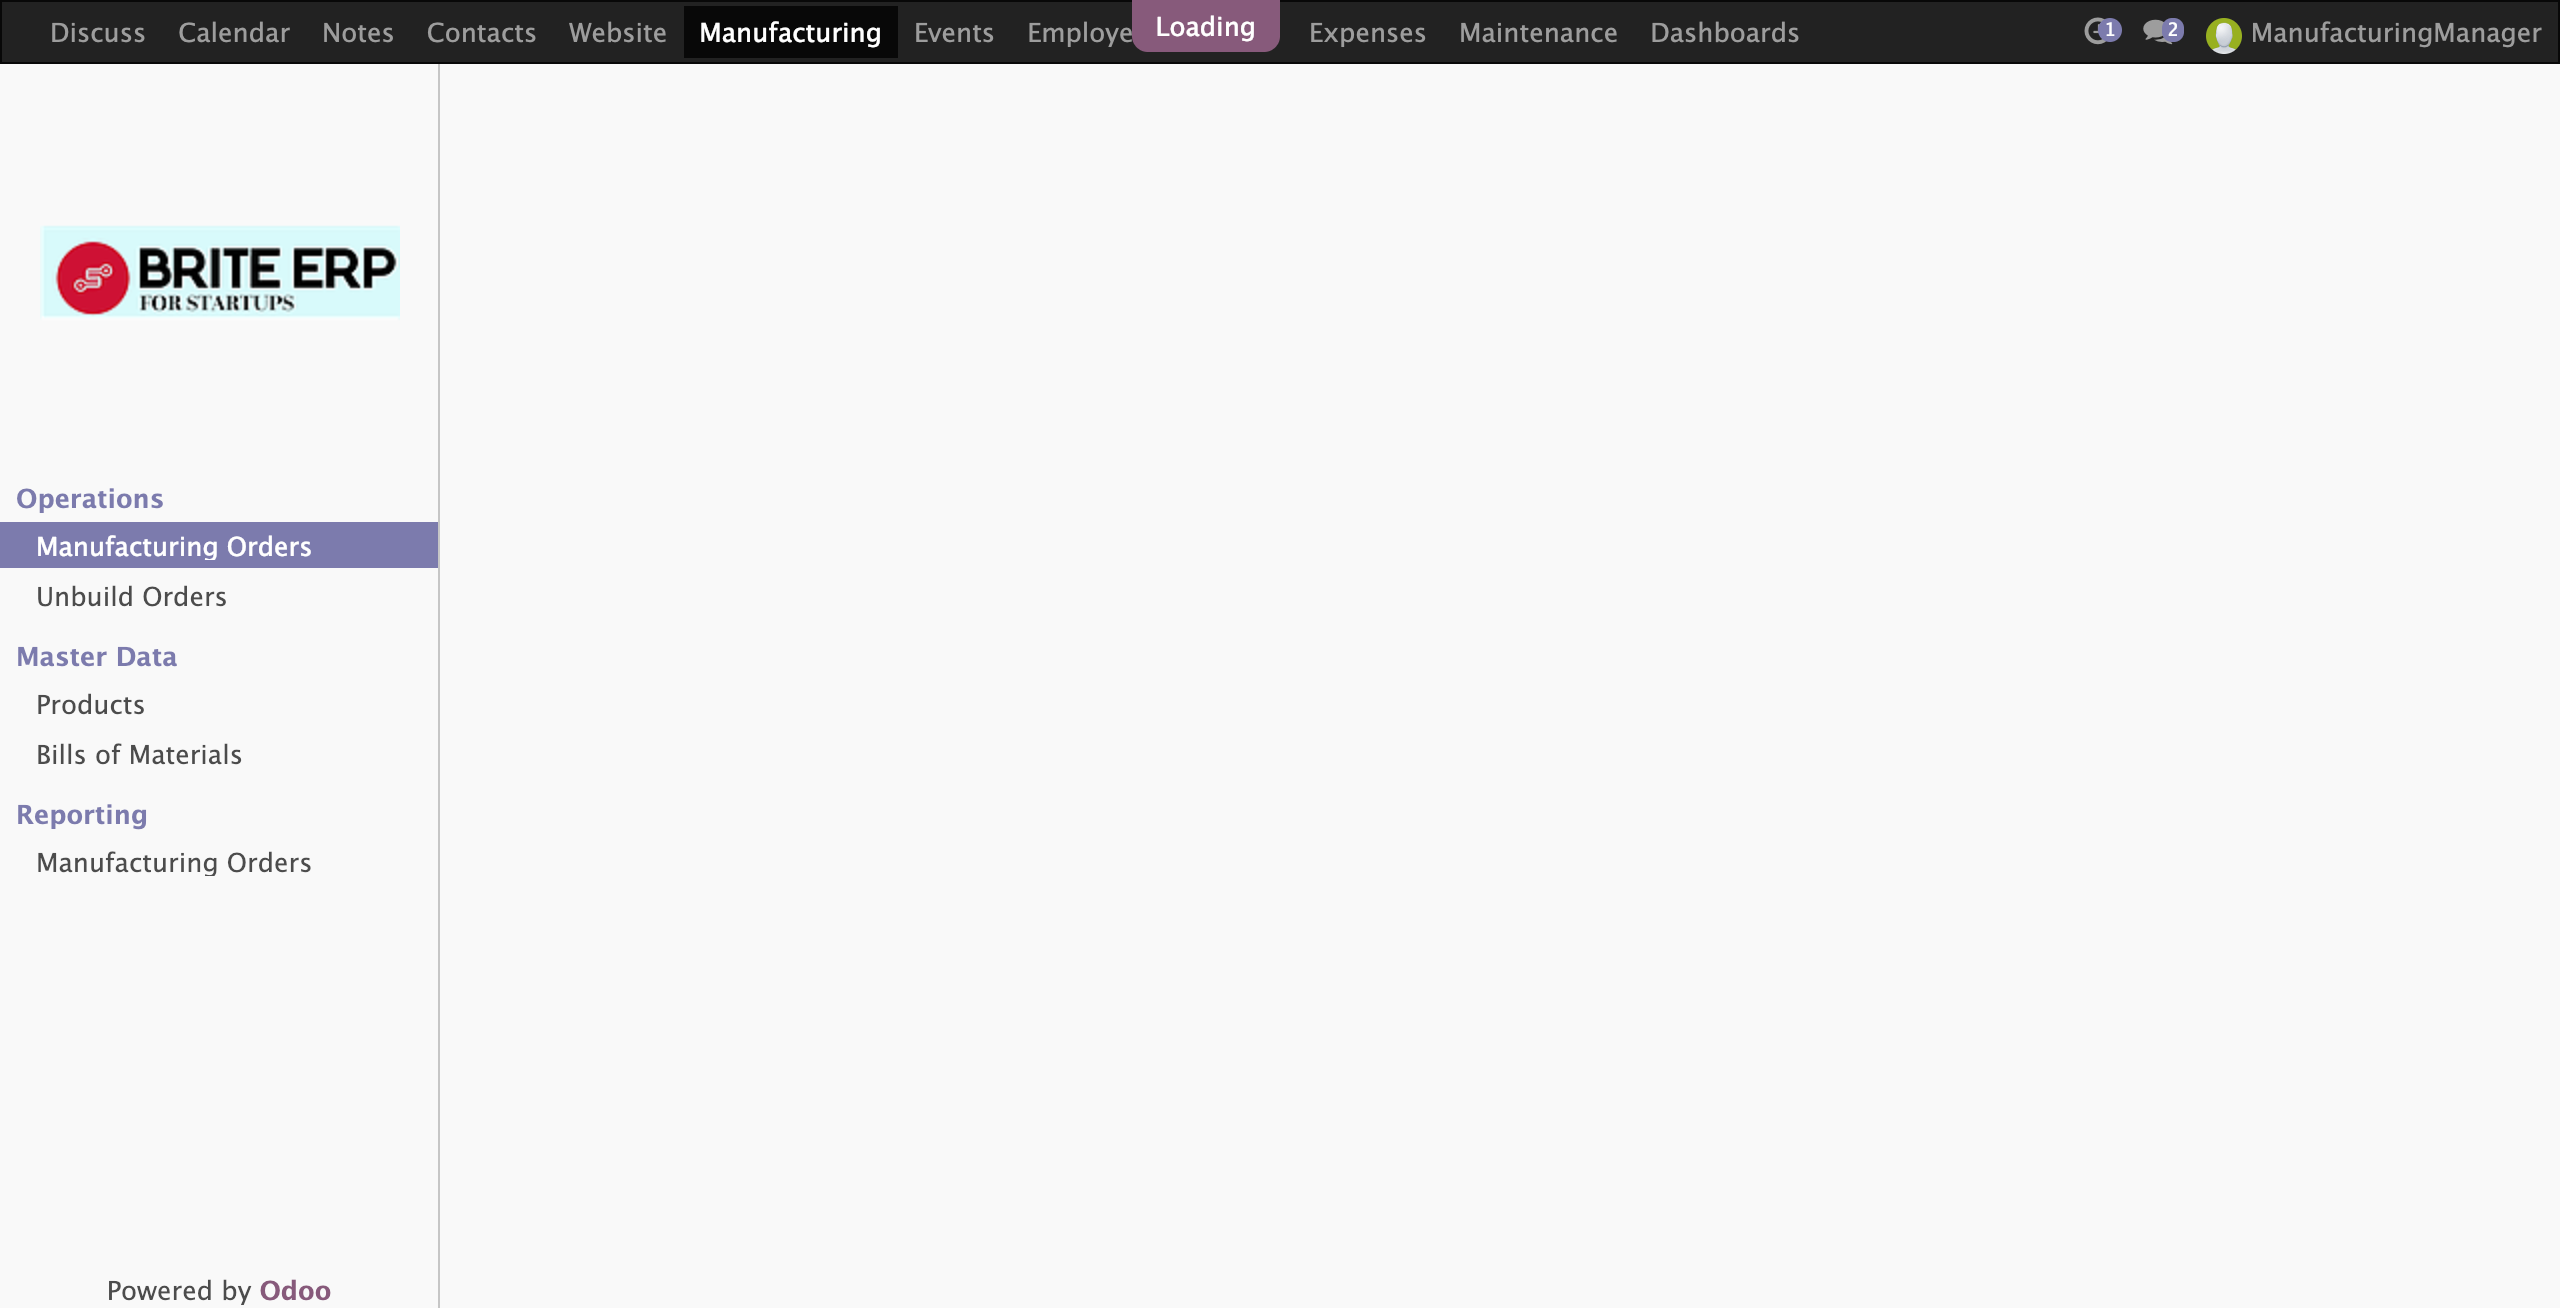 Discuss Calendar Notes Contacts Website Manufacturing Events Employe Loading Expenses Maintenance Dashboards 1 2 ManufacturingManager
BRITE ERP
FOR STARTUPS
Operations
Manufacturing Orders
Unbuild Orders
Master Data
Products
Bills of Materials
Reporting
Manufacturing Orders
Powered by Odoo